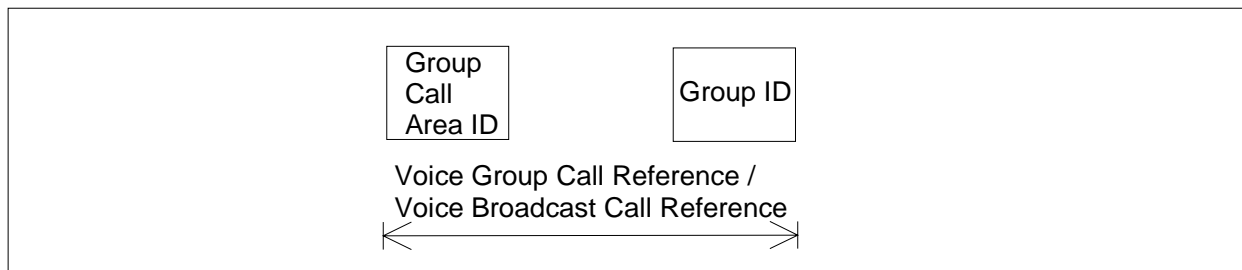 Group
Call
Area ID
Group ID
Voice Group Call Reference /
Voice Broadcast Call Reference